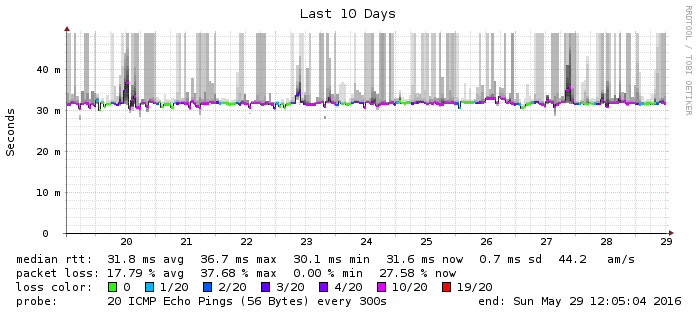 Last 10 Days
RRDTOOL / TOBI OETIKER
Seconds
40 m
30 m
20 m
10 m
0
20 21 22 23 24 25 26 27 28 29
median rtt: 31.8 ms avg 36.7 ms max 30.1 ms min 31.6 ms now 0.7 ms sd 44.2 am/s
packet loss: 17.79 % avg 37.68 % max 0.00 % min 27.58 % now
loss color: 0 1/20 2/20 3/20 4/20 10/20 19/20
probe: 20 ICMP Echo Pings (56 Bytes) every 300s end: Sun May 29 12:05:04 2016